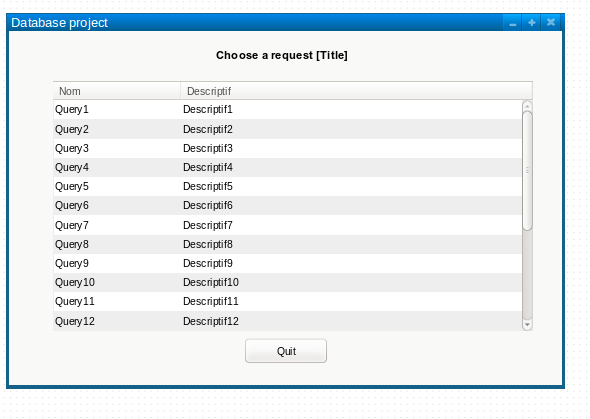 Database project
Choose a request [Title]
Nom Descriptif
Query1 Descriptif1
Query2 Descriptif2
Query3 Descriptif3
Query4 Descriptif4
Query5 Descriptif5
Query6 Descriptif6
Query7 Descriptif7
Query8 Descriptif8
Query9 Descriptif9
Query10 Descriptif10
Query11 Descriptif11
Query12 Descriptif12
Quit